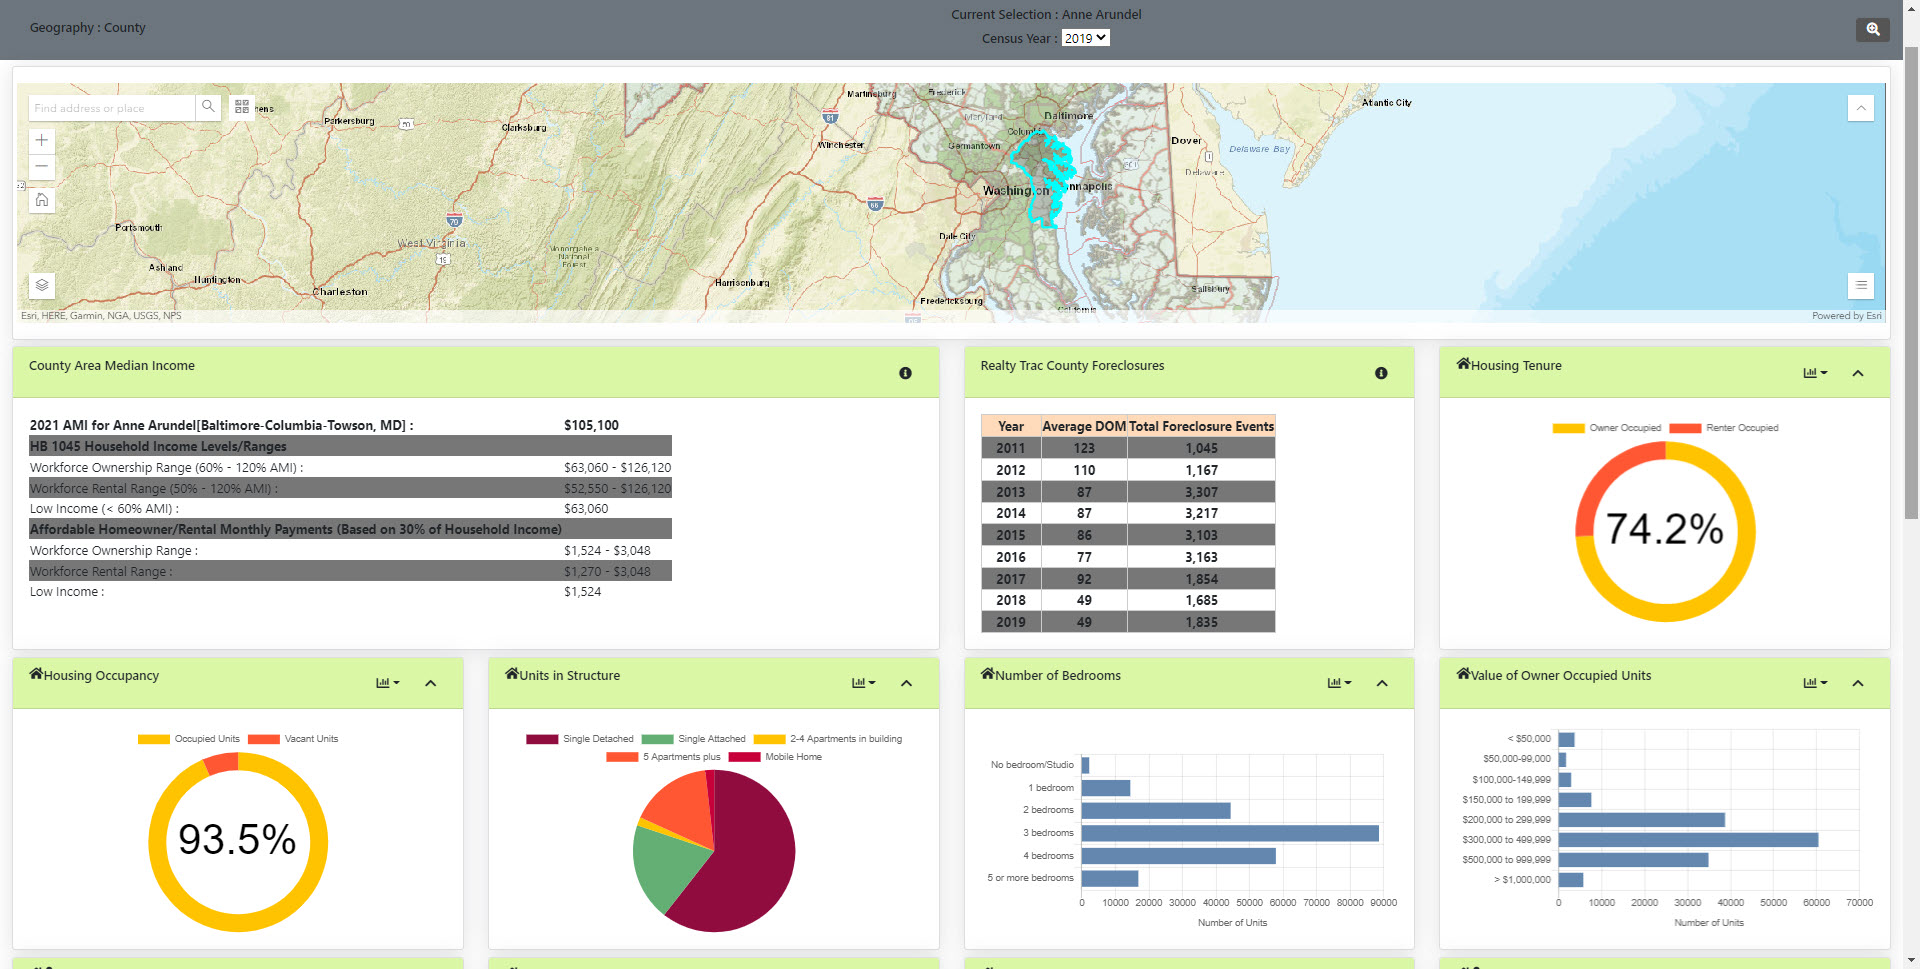 Geography : County
Current Selection : Anne Arundel
Census Year : 2019
Find address or place
Parkersburg
50
Clarksburg
Martinsburg
81
Winchester
Frederick
Maryland
Baltimore
Columbia
Germantown
Washington
Annapolis
66
Dale City
Dover
1
Delaware Bay
Delaware
Atlantic City
Portsmouth
79
West Virginia
19
Monongahela
National
Forest
Ashland
Huntington
Charleston
Harrisonburg
Fredericksburg
Salisbury
California
Esri, HERE, Garmin, NGA, USGS, NPS
Powered by Esri
County Area Median Income
2021 AMI for Anne Arundel[Baltimore-Columbia-Towson, MD] : $105,100
HB 1045 Household Income Levels/Ranges
Workforce Ownership Range (60% - 120% AMI) : $63,060 - $126,120
Workforce Rental Range (50% - 120% AMI) : $52,550 - $126,120
Low Income (< 60% AMI) : $63,060
Affordable Homeowner/Rental Monthly Payments (Based on 30% of Household Income)
Workforce Ownership Range : $1,524 - $3,048
Workforce Rental Range : $1,270 - $3,048
Low Income : $1,524
Realty Trac County Foreclosures
Year Average DOM Total Foreclosure Events
2011 123 1,045
2012 110 1,167
2013 87 3,307
2014 87 3,217
2015 86 3,103
2016 77 3,163
2017 92 1,854
2018 49 1,685
2019 49 1,835
Housing Tenure
Owner Occupied Renter Occupied
74.2%
Housing Occupancy
Occupied Units Vacant Units
93.5%
Units in Structure
Single Detached Single Attached 2-4 Apartments in building
5 Apartments plus Mobile Home
Number of Bedrooms
No bedroom/Studio
1 bedroom
2 bedrooms
3 bedrooms
4 bedrooms
5 or more bedrooms
0 10000 20000 30000 40000 50000 60000 70000 80000 90000
Number of Units
Value of Owner Occupied Units
< $50,000
$50,000-99,000
$100,000-149,999
$150,000 to 199,999
$200,000 to 299,999
$300,000 to 499,999
$500,000 to 999,999
> $1,000,000
0 10000 20000 30000 40000 50000 60000 70000
Number of Units